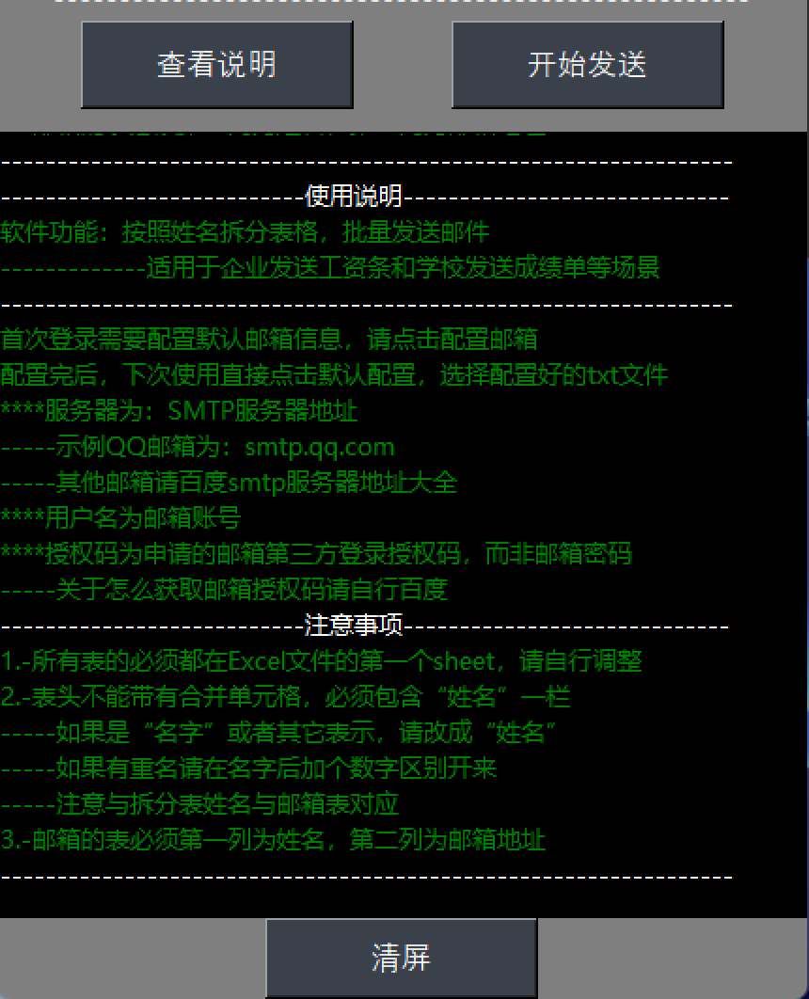 查看说明
开始发送
-----------------------------------------------------------------
---------------------------使用说明-----------------------------
软件功能：按照姓名拆分表格，批量发送邮件
-------------适用于企业发送工资条和学校发送成绩单等场景
-----------------------------------------------------------------
首次登录需要配置默认邮箱信息，请点击配置邮箱
配置完后，下次使用直接点击默认配置，选择配置好的txt文件
****服务器为：SMTP服务器地址
-----示例QQ邮箱为：smtp.qq.com
-----其他邮箱请百度smtp服务器地址大全
****用户名为邮箱账号
****授权码为申请的邮箱第三方登录授权码，而非邮箱密码
-----关于怎么获取邮箱授权码请自行百度
---------------------------注意事项-----------------------------
1.-所有表的必须都在Excel文件的第一个sheet，请自行调整
2.-表头不能带有合并单元格，必须包含“姓名”一栏
-----如果是“名字”或者其它表示，请改成“姓名”
-----如果有重名请在名字后加个数字区别开来
-----注意与拆分表姓名与邮箱表对应
3.-邮箱的表必须第一列为姓名，第二列为邮箱地址
-----------------------------------------------------------------
清屏